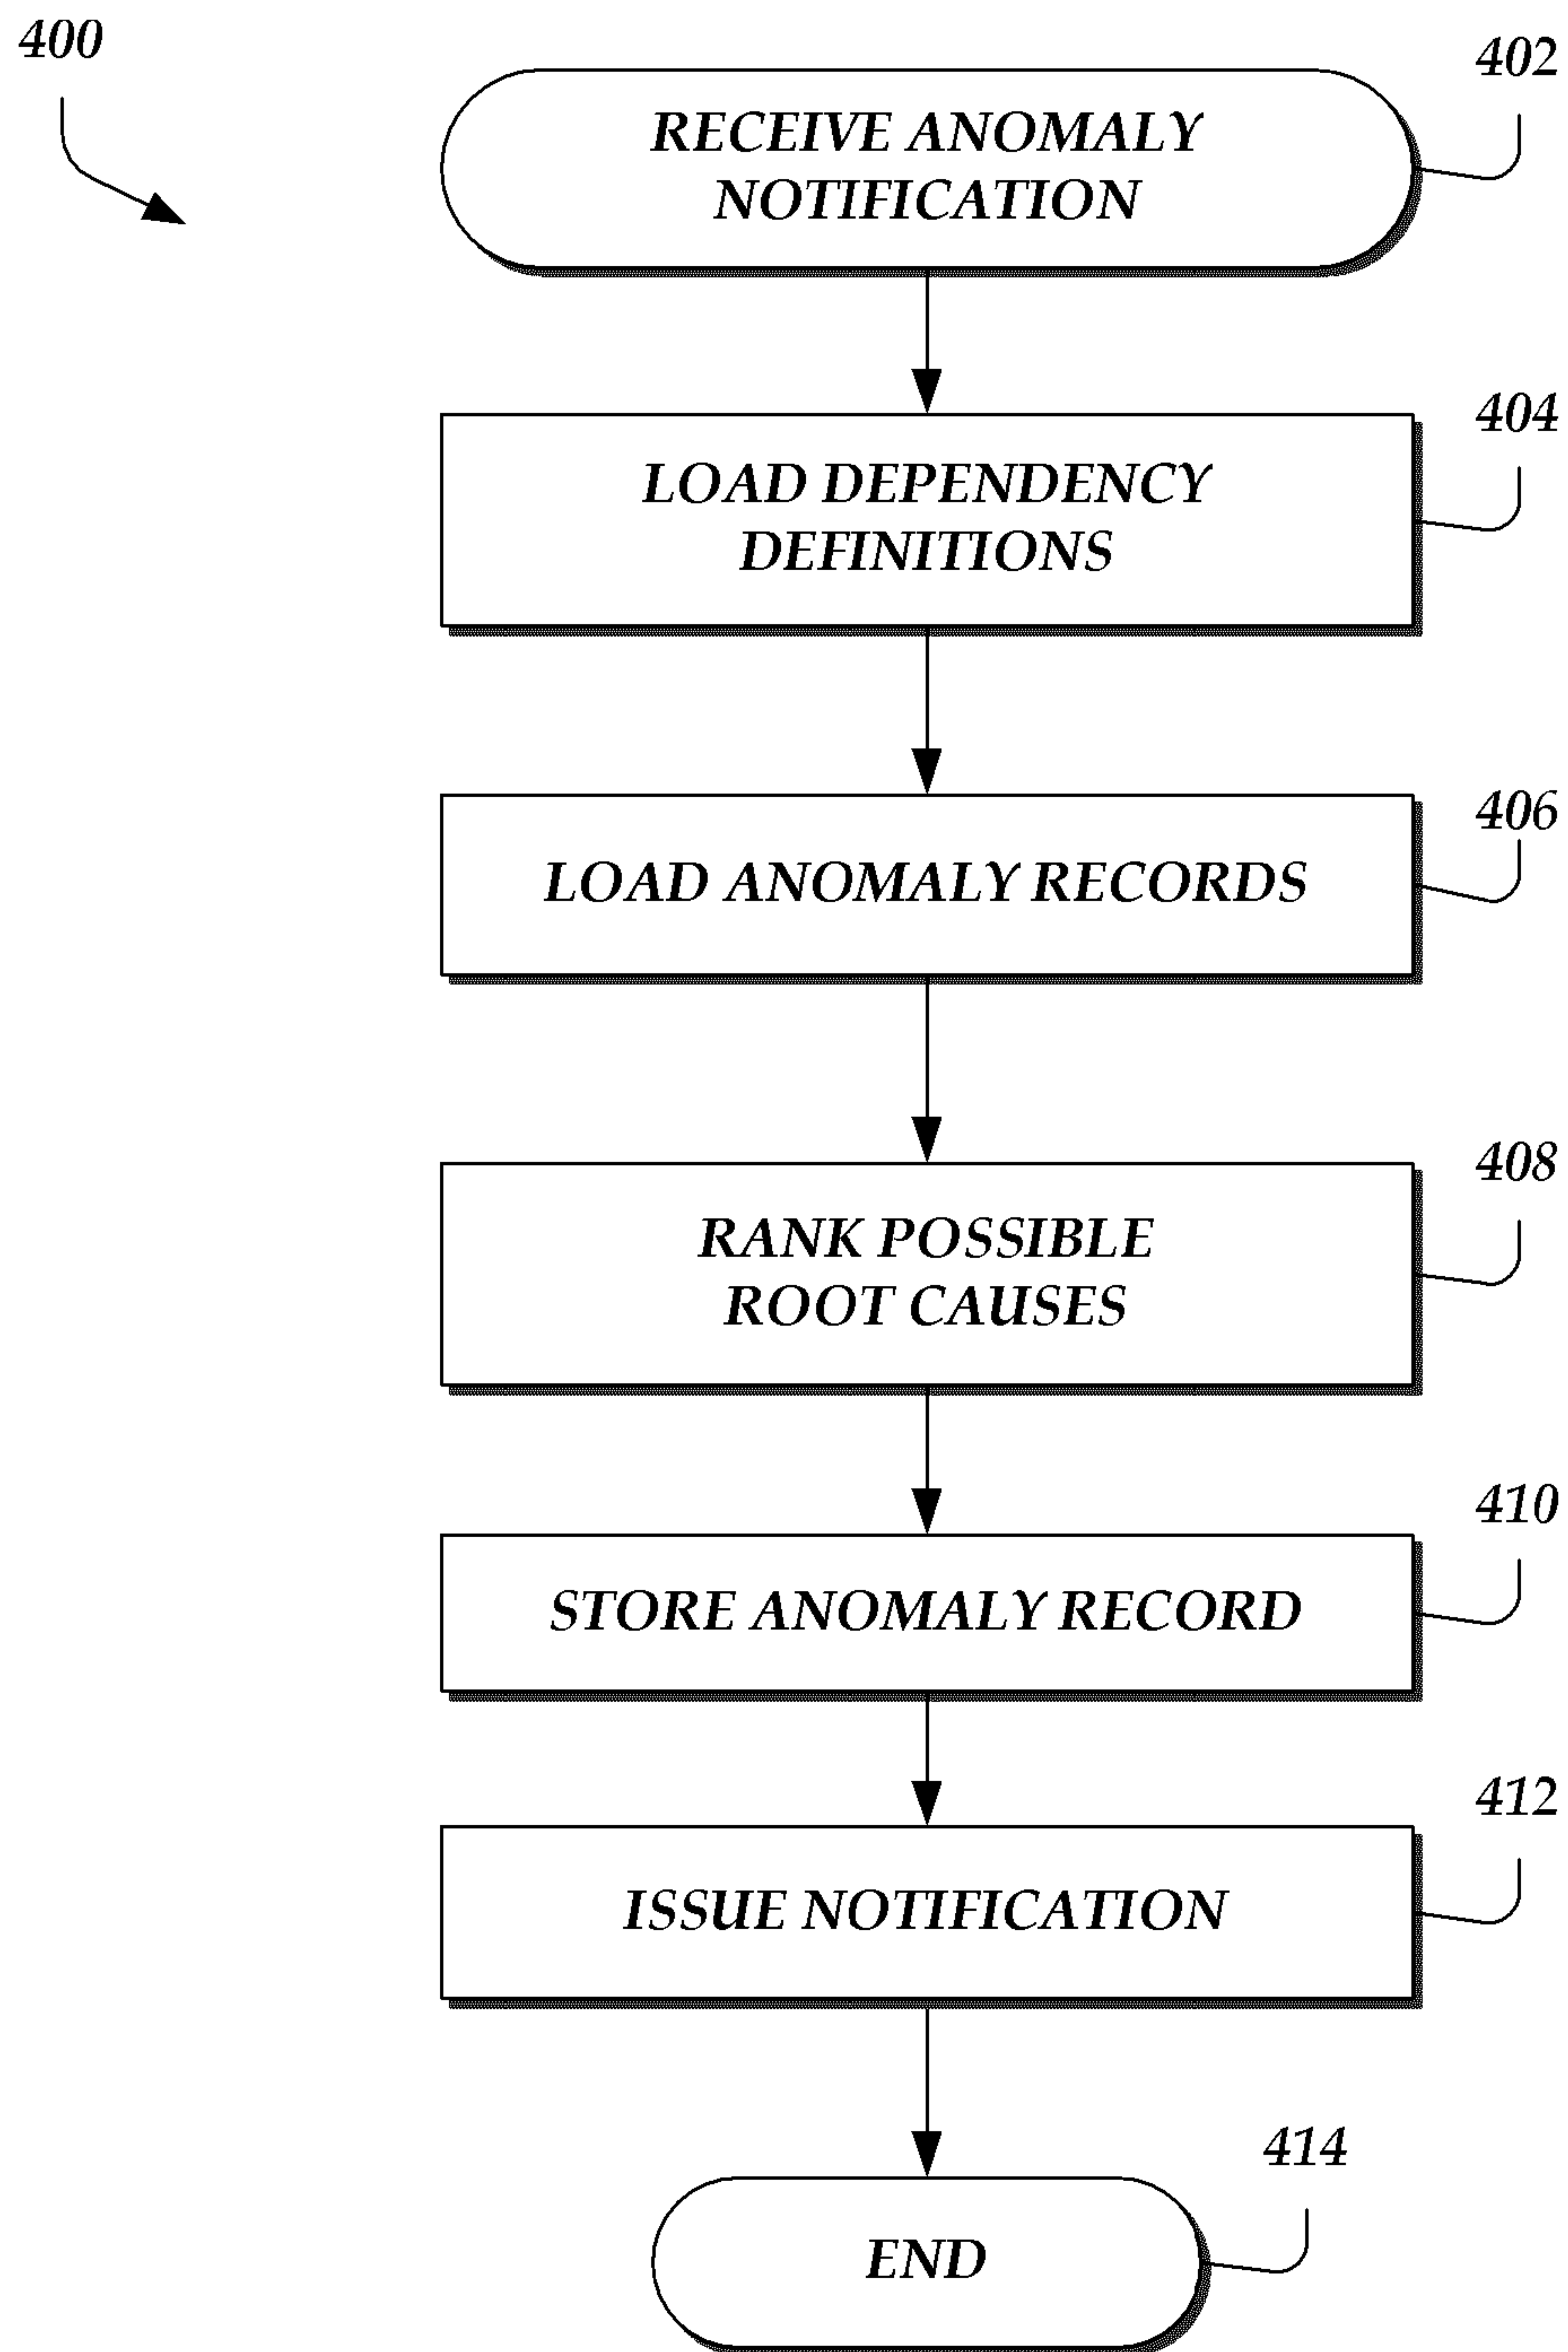 400
402
RECEIVE ANOMALY
NOTIFICATION
404
LOAD DEPENDENCY
DEFINITIONS
406
LOAD ANOMALY RECORDS
408
RANK POSSIBLE
ROOT CAUSES
410
STORE ANOMALY RECORD
412
ISSUE NOTIFICATION
414
END